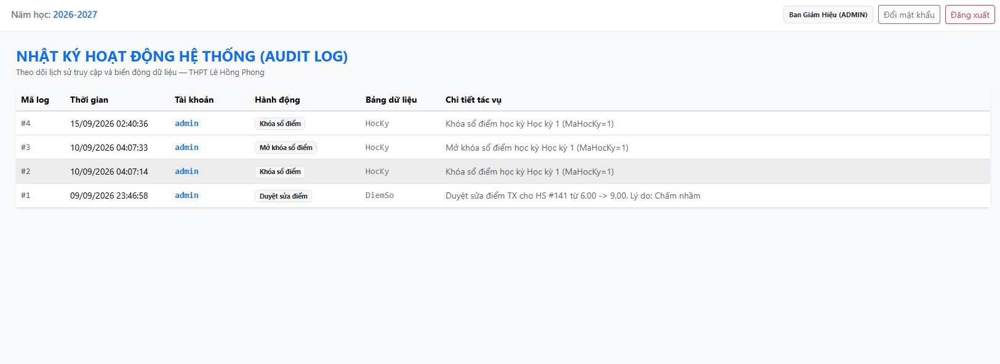 Năm học: 2026-2027 Ban Giám Hiệu (ADMIN) Đổi mật khẩu Đăng xuất
NHẬT KÝ HOẠT ĐỘNG HỆ THỐNG (AUDIT LOG)
Theo dõi lịch sử truy cập và biến động dữ liệu — THPT Lê Hồng Phong
Mã log Thời gian Tài khoản Hành động Bảng dữ liệu Chi tiết tác vụ
#4 15/09/2026 02:40:36 admin Khóa sổ điểm HocKy Khóa sổ điểm học kỳ Học kỳ 1 (MaHocKy=1)
#3 10/09/2026 04:07:33 admin Mở khóa sổ điểm HocKy Mở khóa sổ điểm học kỳ Học kỳ 1 (MaHocKy=1)
#2 10/09/2026 04:07:14 admin Khóa sổ điểm HocKy Khóa sổ điểm học kỳ Học kỳ 1 (MaHocKy=1)
#1 09/09/2026 23:46:58 admin Duyệt sửa điểm DiemSo Duyệt sửa điểm TX cho HS #141 từ 6.00 -> 9.00. Lý do: Chấm nhầm